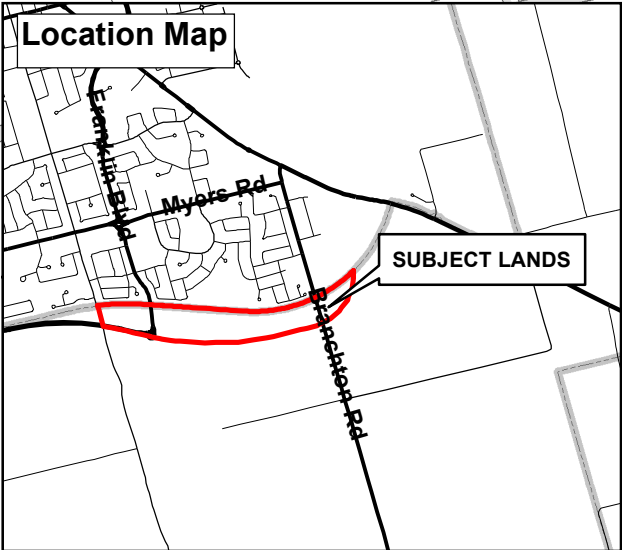 Location Map
Franklin Blvd
Myers Rd
SUBJECT LANDS
Branchton Rd